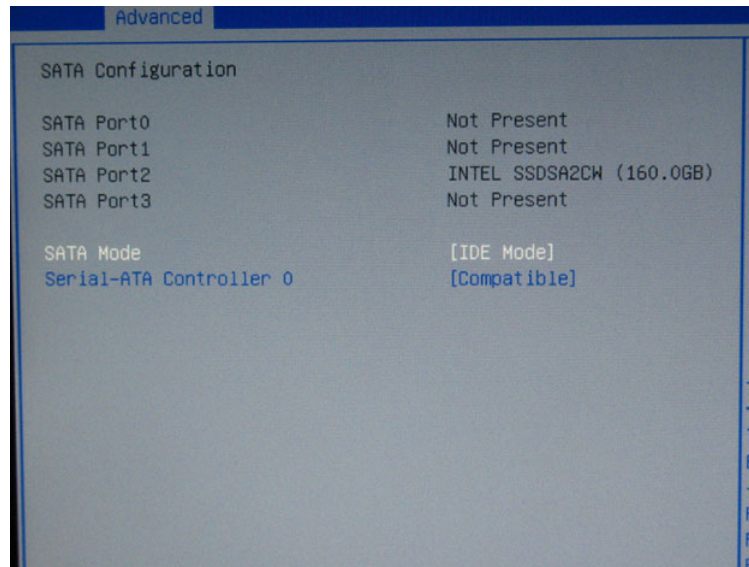 Advanced
SATA Configuration
SATA Port0 Not Present
SATA Port1 Not Present
SATA Port2 INTEL SSDSA2CW (160.0GB)
SATA Port3 Not Present
SATA Mode [IDE Mode]
Serial-ATA Controller 0 [Compatible]